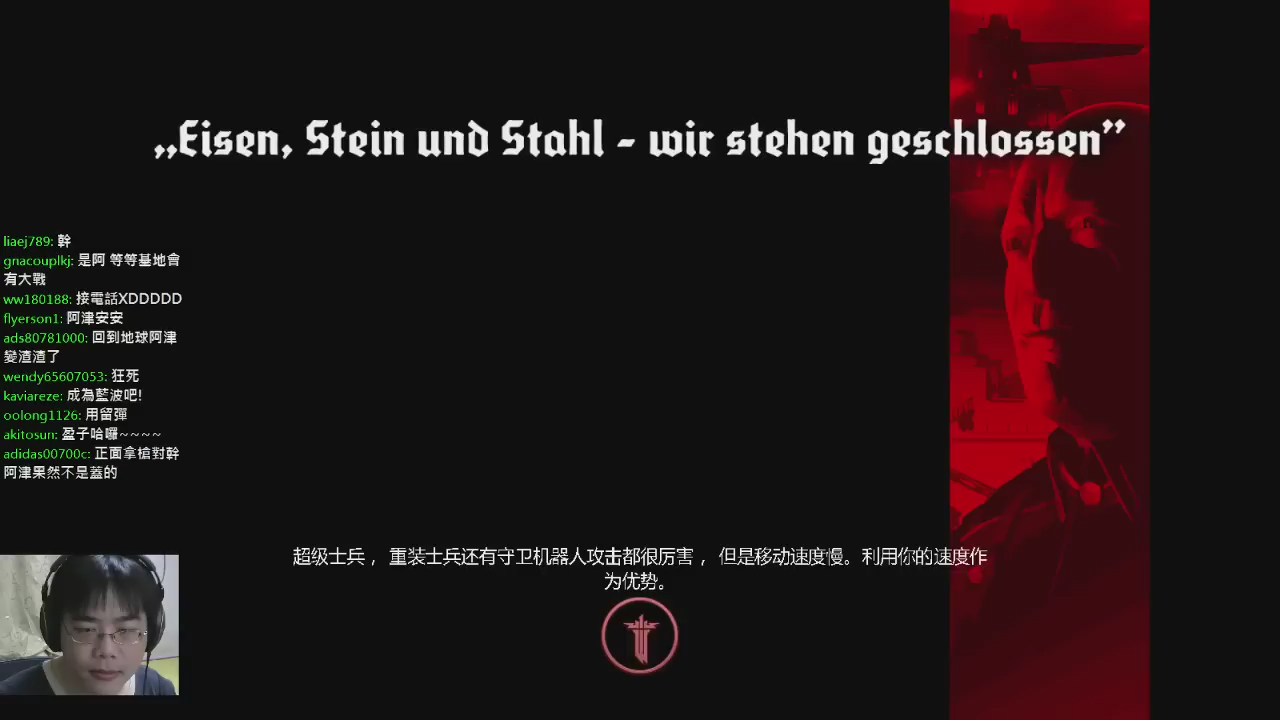 „Eisen, Stein und Stahl - wir stehen geschlossen”
liaej789: 幹
gnacouplkj: 是阿 等等基地會
有大戰
ww180188: 接電話XDDDDD
flyerson1: 阿津安安
ads80781000: 回到地球阿津
變渣渣了
wendy65607053: 狂死
kaviareze: 成為藍波吧!
oolong1126: 用留彈
akitosun: 盈子哈囉~~~~
adidas00700c: 正面拿槍對幹
阿津果然不是蓋的
超级士兵，重装士兵还有守卫机器人攻击都很厉害，但是移动速度慢。利用你的速度作
为优势。